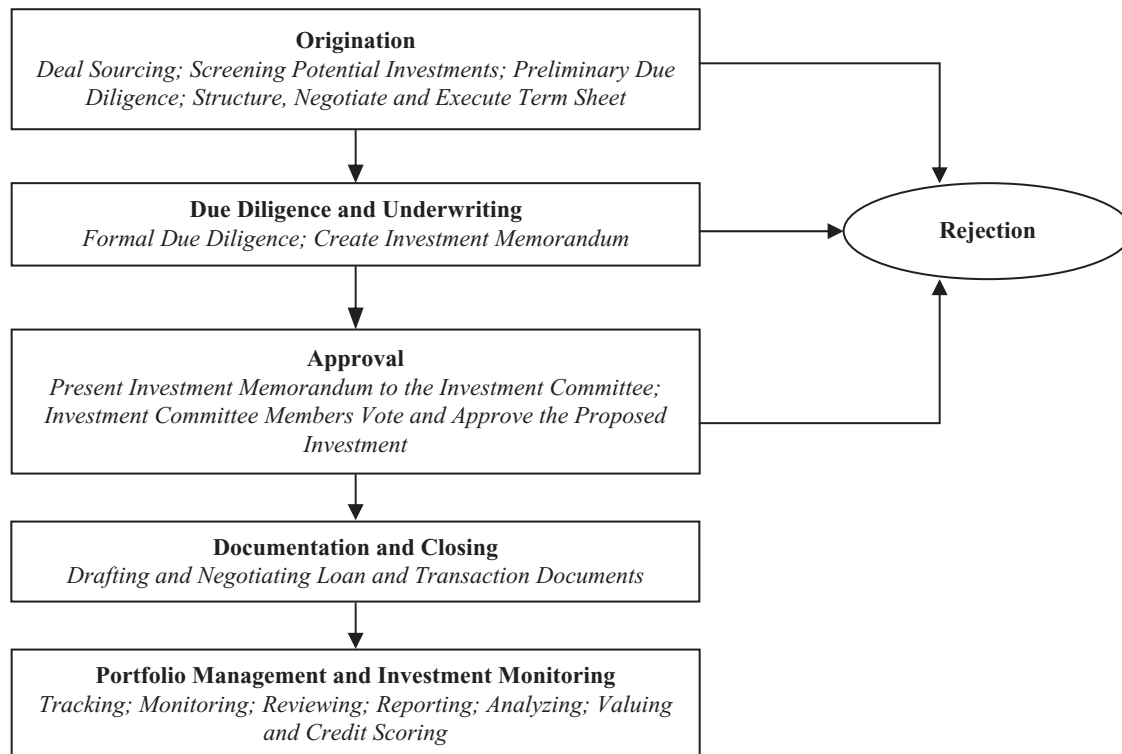 Origination
Deal Sourcing; Screening Potential Investments; Preliminary Due
Diligence; Structure, Negotiate and Execute Term Sheet
Due Diligence and Underwriting
Formal Due Diligence; Create Investment Memorandum
Rejection
Approval
Present Investment Memorandum to the Investment Committee;
Investment Committee Members Vote and Approve the Proposed
Investment
Documentation and Closing
Drafting and Negotiating Loan and Transaction Documents
Portfolio Management and Investment Monitoring
Tracking; Monitoring; Reviewing; Reporting; Analyzing; Valuing
and Credit Scoring